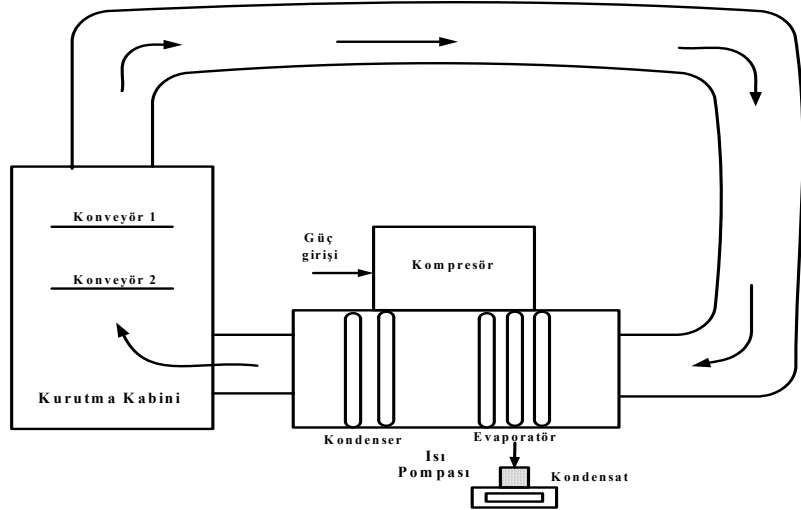 Konveyör 1
Güç
girişi
Kompresör
Konveyör 2
Kurutma Kabini
Kondenser
Evaporatör
Isı
Pompası
Kondensat